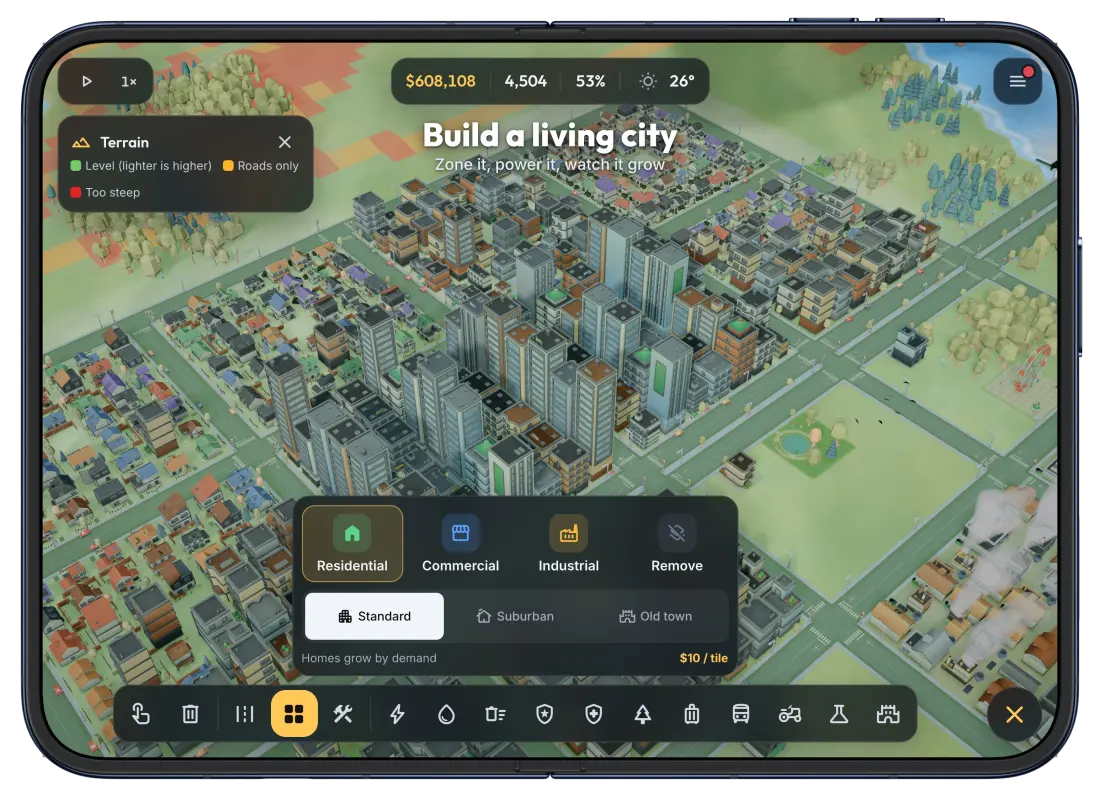 1×
$608,108 4,504 53% 26°
Build a living city
Zone it, power it, watch it grow
Terrain
Level (lighter is higher) Roads only
Too steep
Residential Commercial Industrial Remove
Standard Suburban Old town
Homes grow by demand $10 / tile